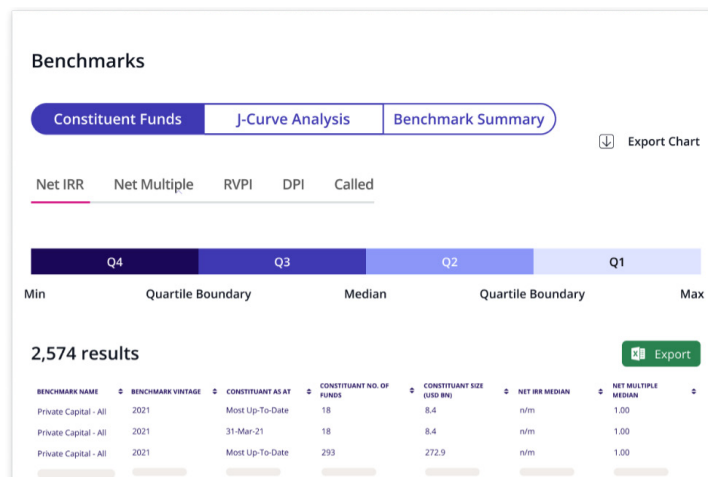 Benchmarks
Constituent Funds J-Curve Analysis Benchmark Summary
Export Chart
Net IRR Net Multiple RVPI DPI Called
Q4 Q3 Q2 Q1
Min Quartile Boundary Median Quartile Boundary Max
2,574 results
Export
BENCHMARK NAME BENCHMARK VINTAGE CONSTITUANT AS AT CONSTITUANT NO. OF FUNDS CONSTITUANT SIZE (USD BN) NET IRR MEDIAN NET MULTIPLE MEDIAN
Private Capital - All 2021 Most Up-To-Date 18 8.4 n/m 1.00
Private Capital - All 2021 31-Mar-21 18 8.4 n/m 1.00
Private Capital - All 2021 Most Up-To-Date 293 272.9 n/m 1.00